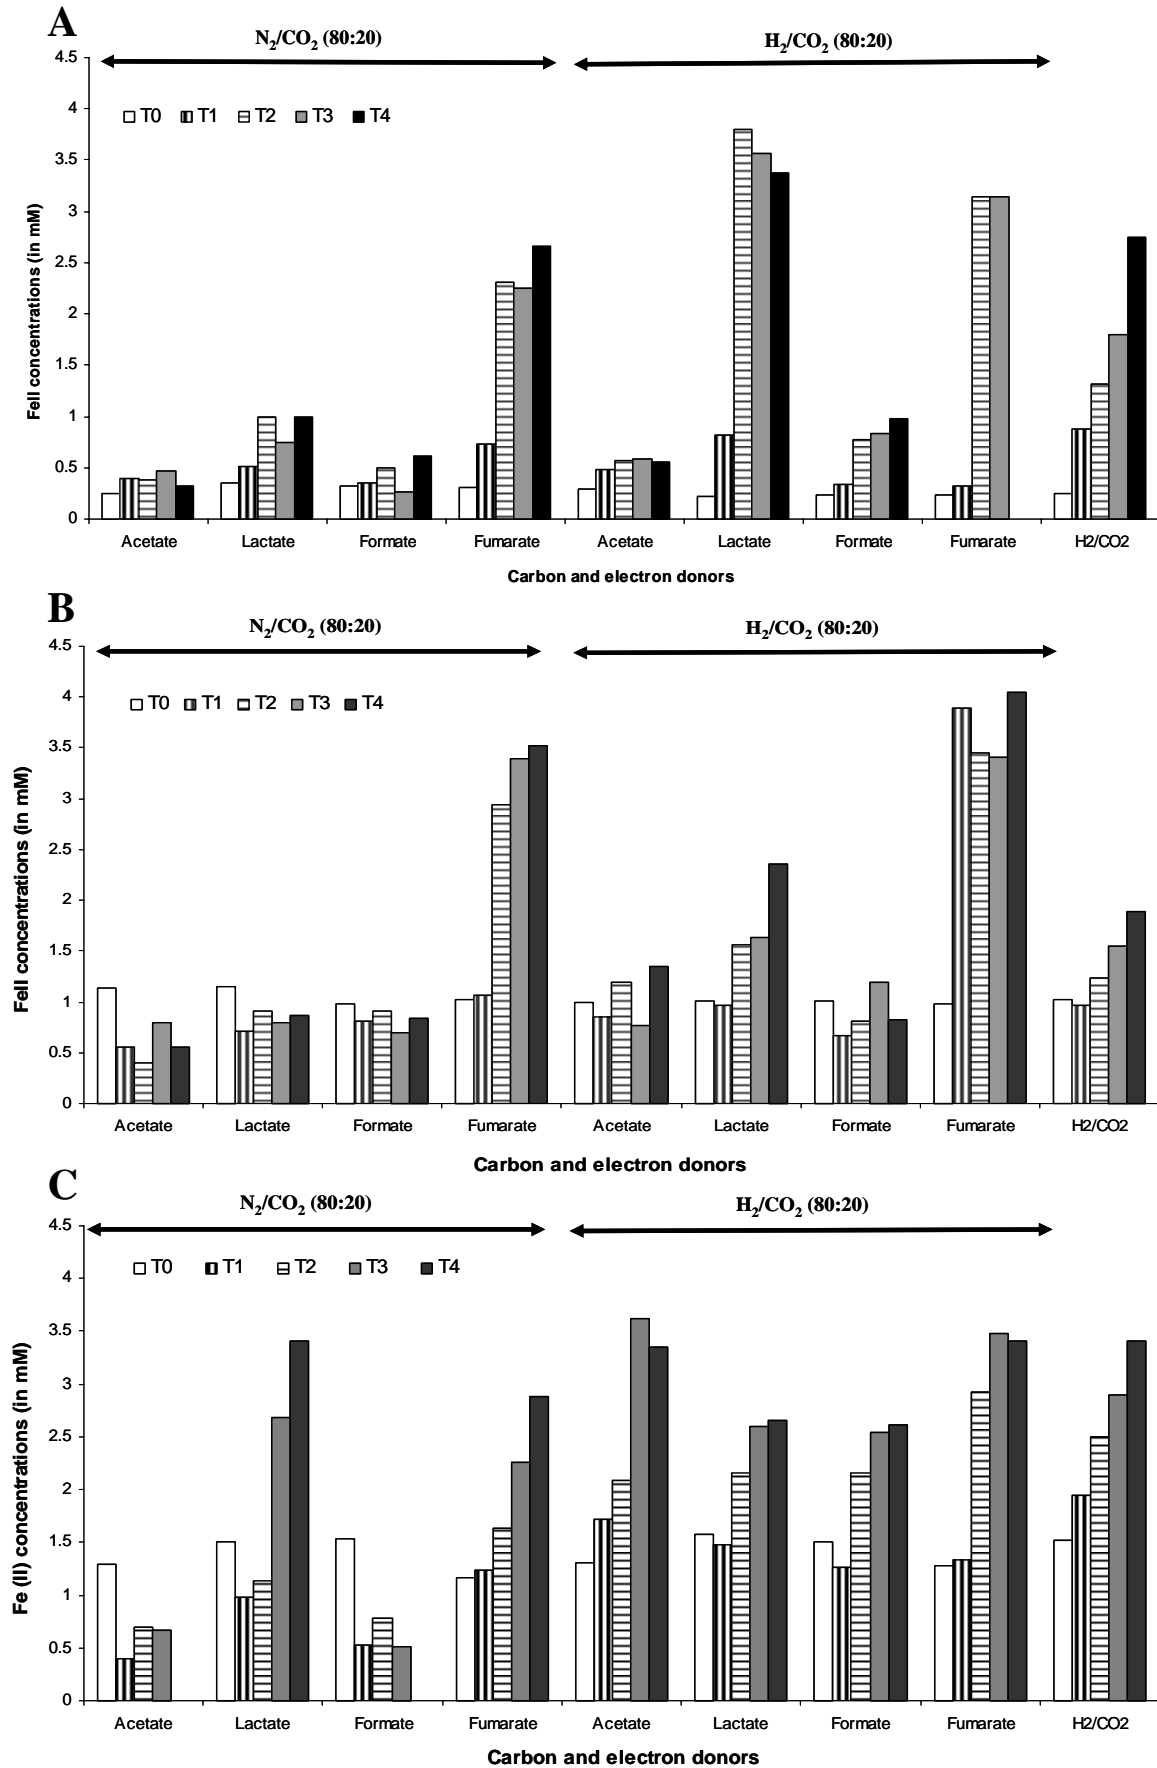 A
N2/CO2 (80:20) H2/CO2 (80:20)
4.5
T0 T1 T2 T3 T4
4
3.5
3
2.5
2
1.5
1
0.5
0
FeII concentrations (in mM)
Acetate Lactate Formate Fumarate Acetate Lactate Formate Fumarate H2/CO2
Carbon and electron donors
B
N2/CO2 (80:20) H2/CO2 (80:20)
4.5
4
T0 T1 T2 T3 T4
3.5
3
2.5
2
1.5
1
0.5
0
FeII concentrations (in mM)
Acetate Lactate Formate Fumarate Acetate Lactate Formate Fumarate H2/CO2
Carbon and electron donors
C
N2/CO2 (80:20) H2/CO2 (80:20)
4.5
T0 T1 T2 T3 T4
4
3.5
3
2.5
2
1.5
1
0.5
0
Fe (II) concentrations (in mM)
Acetate Lactate Formate Fumarate Acetate Lactate Formate Fumarate H2/CO2
Carbon and electron donors